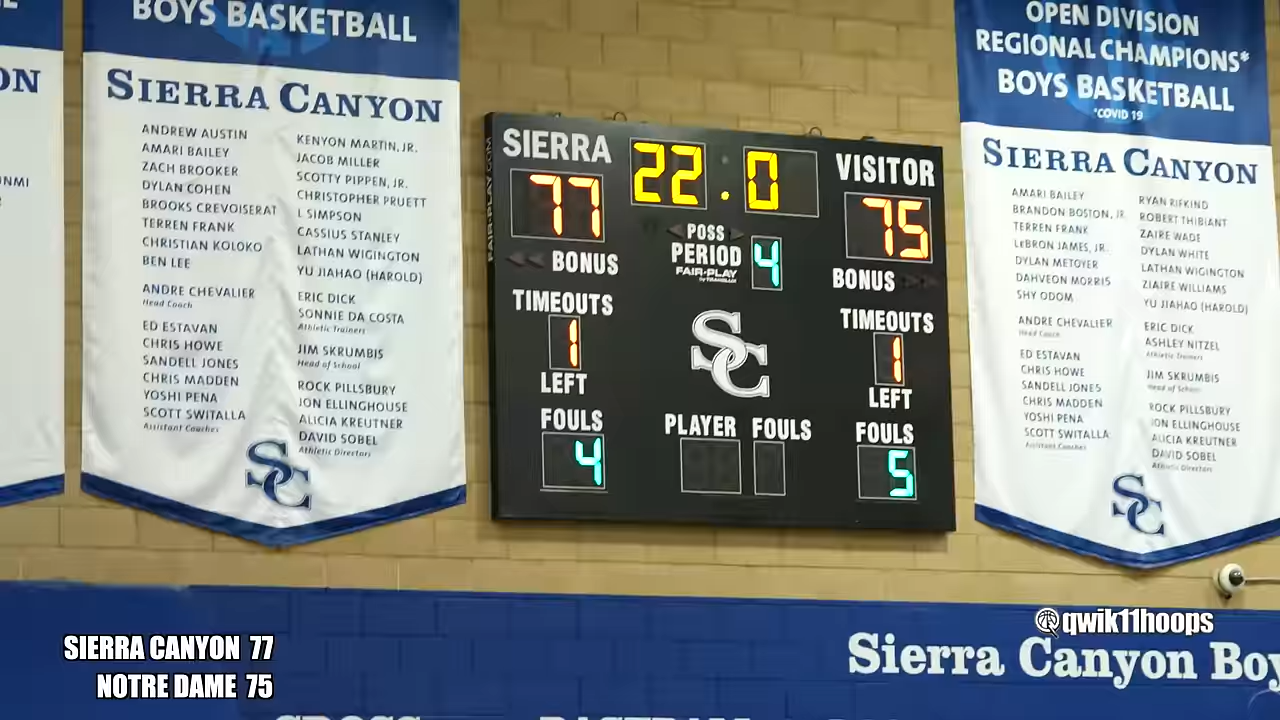 BOYS BASKETBALL
SIERRA CANYON
ANDREW AUSTIN
AMARI BAILEY
ZACH BROOKER
DYLAN COHEN
BROOKS CREVOISERAT
TERREN FRANK
CHRISTIAN KOLOKO
BEN LEE
ANDRE CHEVALIER
Head Coach
ED ESTAVAN
CHRIS HOWE
SANDELL JONES
CHRIS MADDEN
YOSHI PENA
SCOTT SWITALLA
Assistant Coaches
KENYON MARTIN, JR.
JACOB MILLER
SCOTTY PIPPEN, JR.
CHRISTOPHER PRUETT
L SIMPSON
CASSIUS STANLEY
LATHAN WIGINGTON
YU JIAHAO (HAROLD)
ERIC DICK
SONNIE DA COSTA
Athletic Trainers
JIM SKRUMBIS
Head of School
ROCK PILLSBURY
JON ELLINGHOUSE
ALICIA KREUTNER
DAVID SOBEL
Athletic Directors
SC
ON
UNMI
FAIR-PLAY.COM
SIERRA
22.0
VISITOR
77
75
POSS
PERIOD
4
FAIR-PLAY
BONUS
BONUS
TIMEOUTS
TIMEOUTS
1
1
LEFT
LEFT
SC
FOULS
PLAYER FOULS
FOULS
4
5
OPEN DIVISION
REGIONAL CHAMPIONS*
BOYS BASKETBALL
*COVID 19
SIERRA CANYON
AMARI BAILEY
BRANDON BOSTON, JR.
TERREN FRANK
LeBRON JAMES, JR.
DYLAN METOYER
DAHVEON MORRIS
SHY ODOM
ANDRE CHEVALIER
Head Coach
ED ESTAVAN
CHRIS HOWE
SANDELL JONES
CHRIS MADDEN
YOSHI PENA
SCOTT SWITALLA
Assistant Coaches
RYAN RIFKIND
ROBERT THIBIANT
ZAIRE WADE
DYLAN WHITE
LATHAN WIGINGTON
ZIAIRE WILLIAMS
YU JIAHAO (HAROLD)
ERIC DICK
ASHLEY NITZEL
Athletic Trainers
JIM SKRUMBIS
Head of School
ROCK PILLSBURY
JON ELLINGHOUSE
ALICIA KREUTNER
DAVID SOBEL
Athletic Directors
SC
@qwik11hoops
Sierra Canyon Boy
SIERRA CANYON 77
NOTRE DAME 75